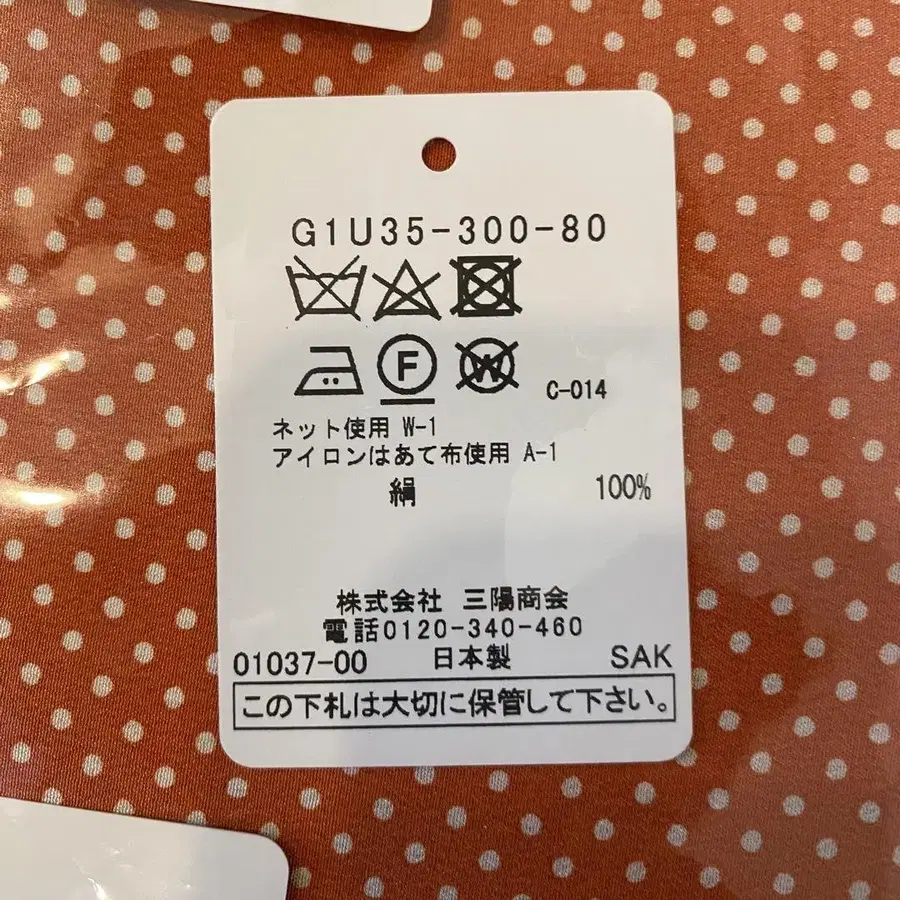 G1U35-300-80
F W C-014
ネット使用 W-1
アイロンはあて布使用 A-1
絹 100%
株式会社 三陽商会
電話0120-340-460
01037-00 日本製 SAK
この下札は大切に保管して下さい。